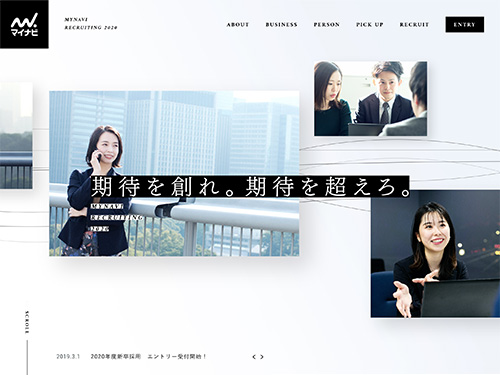 マイナビ
MYNAVI
RECRUITING 2020
ABOUT
BUSINESS
PERSON
PICK UP
RECRUIT
ENTRY
期待を創れ。期待を超えろ。
MYNAVI
RECRUITING
2020
SCROLL
2019.3.1 2020年度新卒採用 エントリー受付開始！